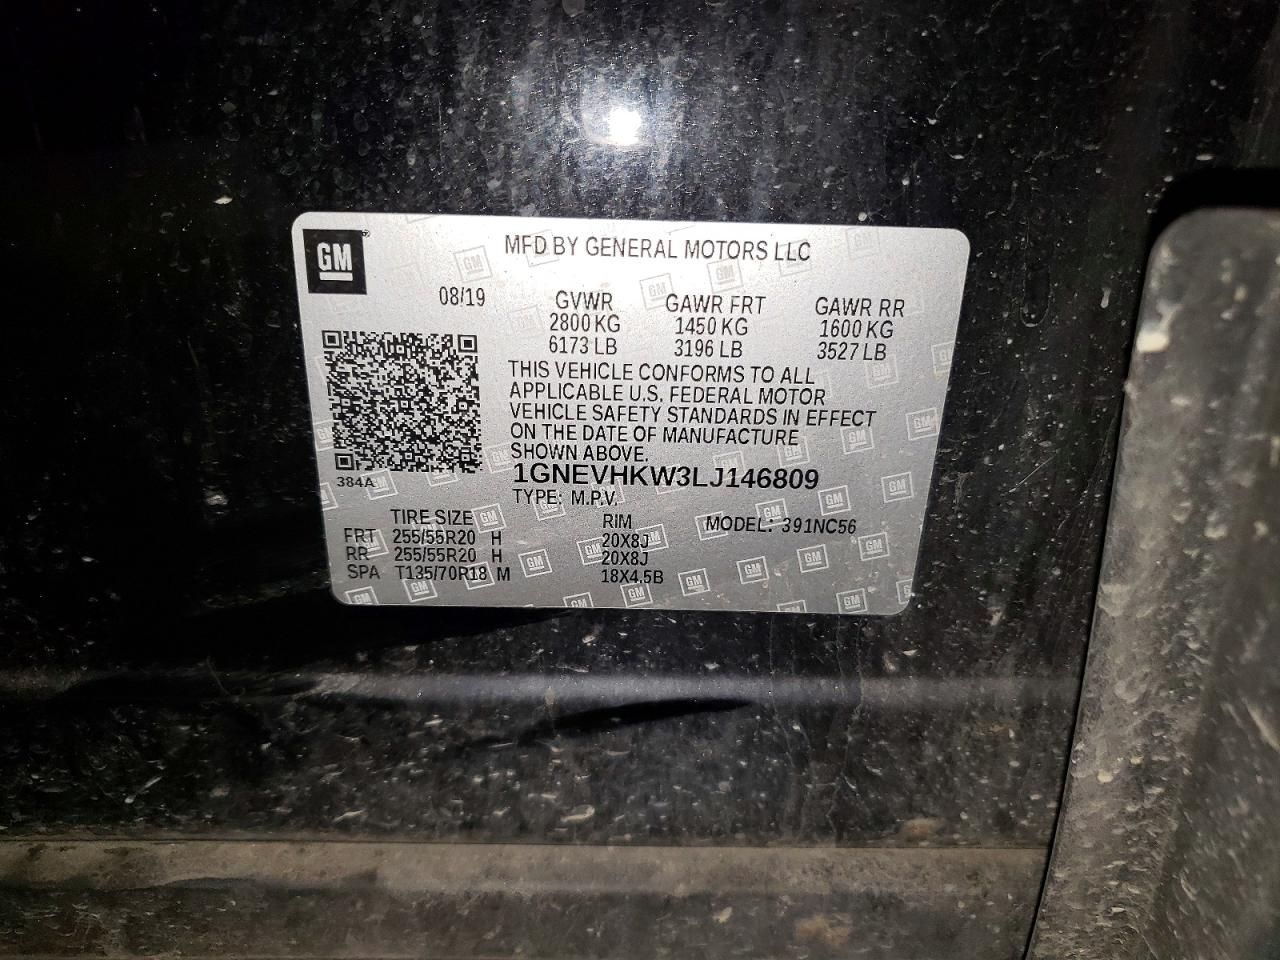 GM
MFD BY GENERAL MOTORS LLC
08/19 GVWR GAWR FRT GAWR RR
2800 KG 1450 KG 1600 KG
6173 LB 3196 LB 3527 LB
THIS VEHICLE CONFORMS TO ALL
APPLICABLE U.S. FEDERAL MOTOR
VEHICLE SAFETY STANDARDS IN EFFECT
ON THE DATE OF MANUFACTURE
SHOWN ABOVE.
384A
1GNEVHKW3LJ146809
TYPE: M.P.V.
TIRE SIZE RIM MODEL: 391NC56
FRT 255/55R20 H 20X8J
RR 255/55R20 H 20X8J
SPA T135/70R18 M 18X4.5B